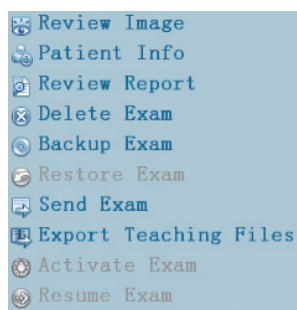 Review Image
Patient Info
Review Report
Delete Exam
Backup Exam
Restore Exam
Send Exam
Export Teaching Files
Activate Exam
Resume Exam